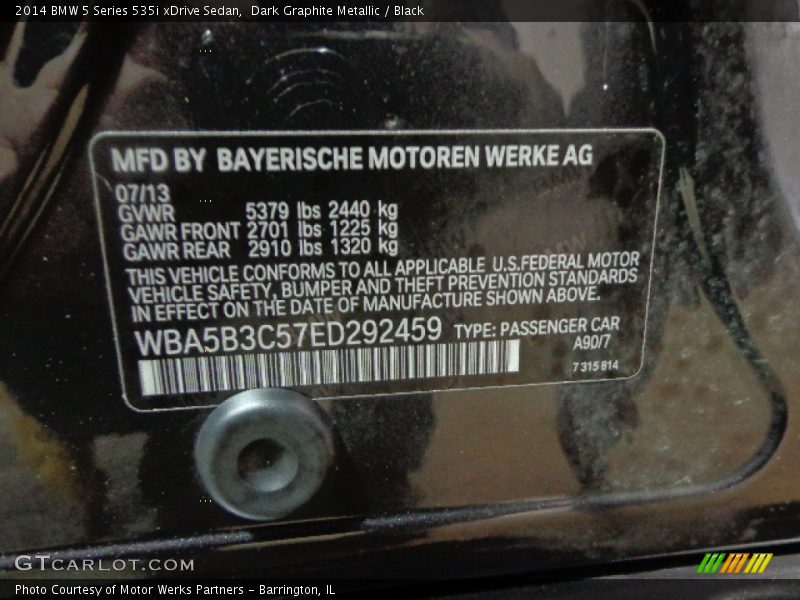 2014 BMW 5 Series 535i xDrive Sedan, Dark Graphite Metallic / Black
MFD BY BAYERISCHE MOTOREN WERKE AG
07/13
GVWR 5379 lbs 2440 kg
GAWR FRONT 2701 lbs 1225 kg
GAWR REAR 2910 lbs 1320 kg
THIS VEHICLE CONFORMS TO ALL APPLICABLE U.S.FEDERAL MOTOR
VEHICLE SAFETY, BUMPER AND THEFT PREVENTION STANDARDS
IN EFFECT ON THE DATE OF MANUFACTURE SHOWN ABOVE.
WBA5B3C57ED292459 TYPE: PASSENGER CAR
A90/7
7 315 814
GTCARLOT.COM
Photo Courtesy of Motor Werks Partners - Barrington, IL